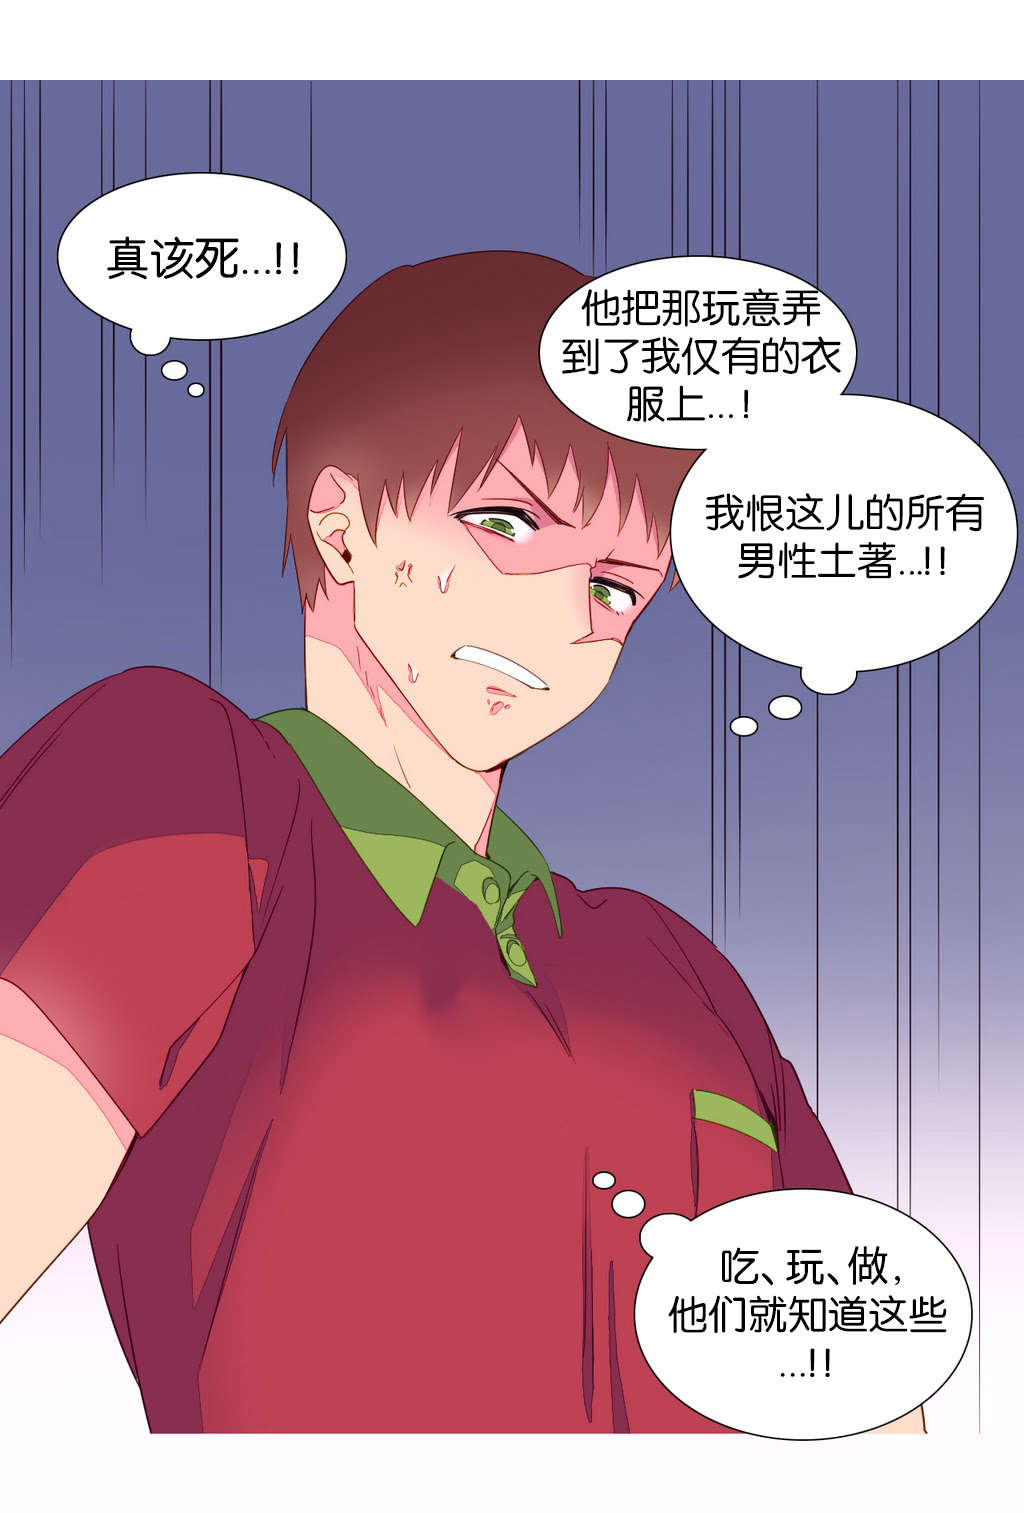 真该死...!!
他把那玩意弄
到了我仅有的衣
服上...!
我恨这儿的所有
男性土著...!!
吃、玩、做,
他们就知道这些
...!!